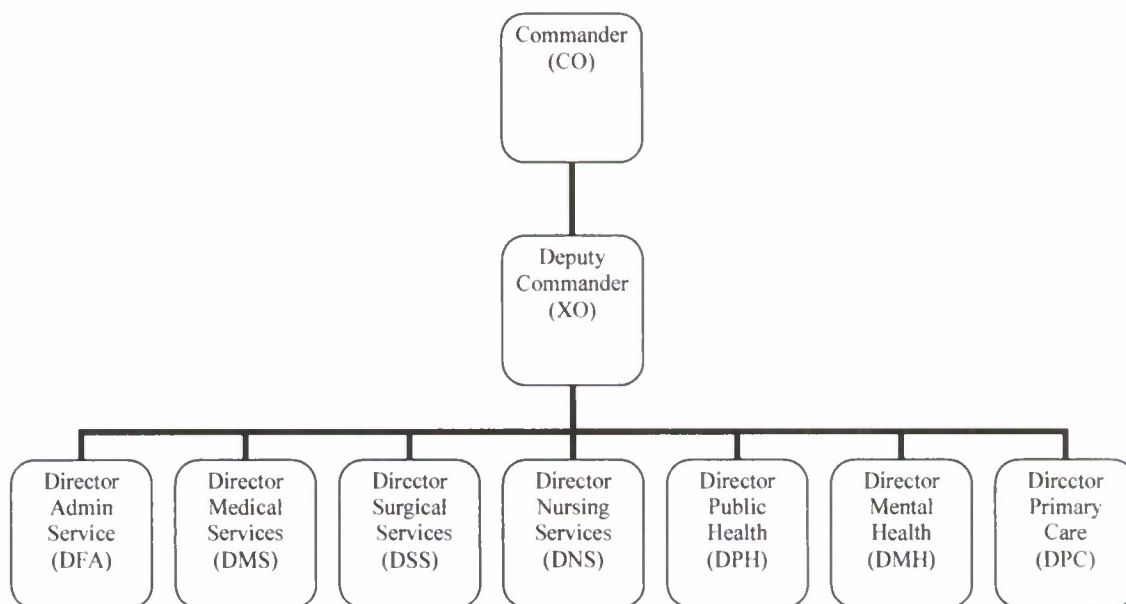 Commander
(CO)
Deputy
Commander
(XO)
Director
Admin
Service
(DFA)
Director
Medical
Services
(DMS)
Director
Surgical
Services
(DSS)
Director
Nursing
Services
(DNS)
Director
Public
Health
(DPH)
Director
Mental
Health
(DMH)
Director
Primary
Care
(DPC)